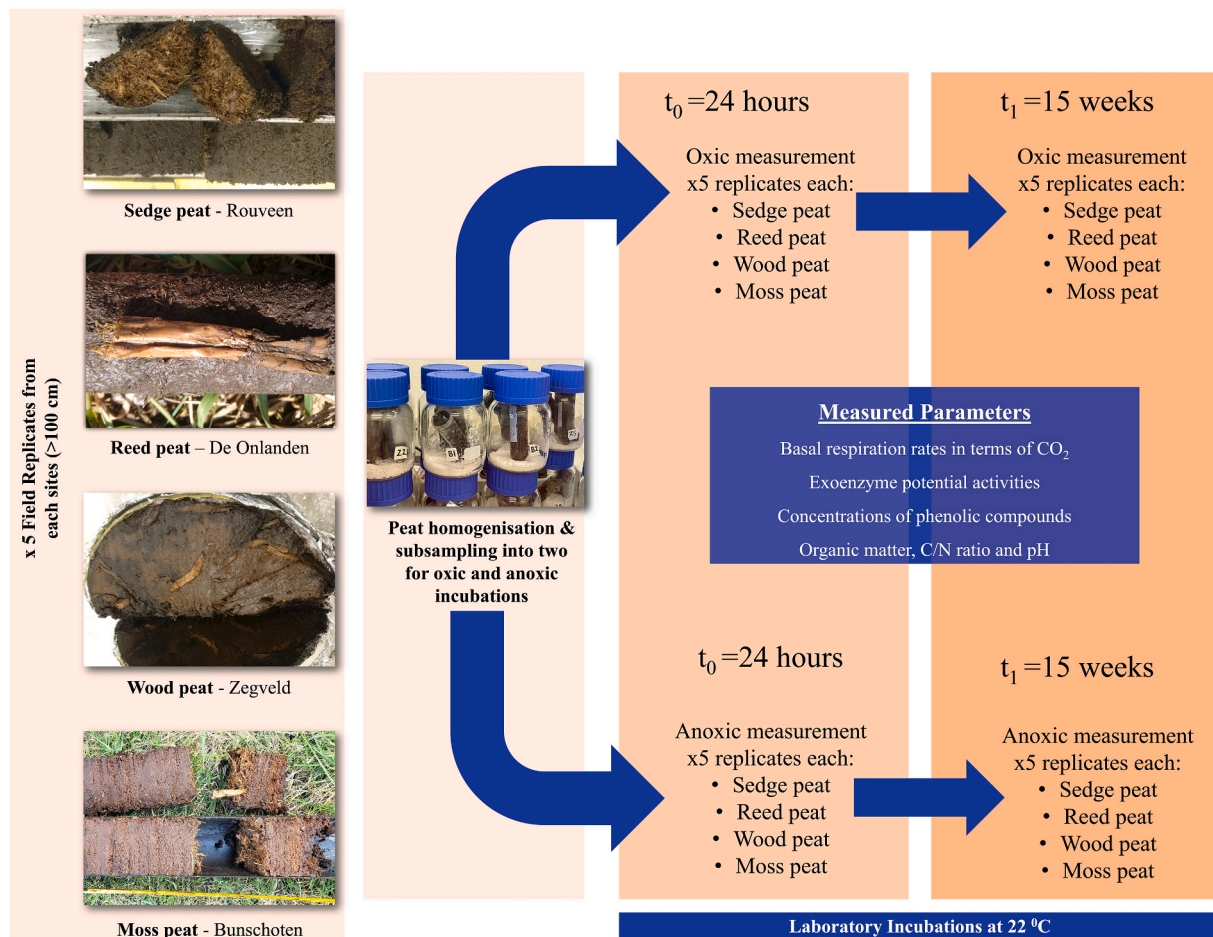 x 5 Field Replicates from
each sites (>100 cm)
Sedge peat - Rouveen
Reed peat – De Onlanden
Wood peat - Zegveld
Moss peat - Bunschoten
Peat homogenisation &
subsampling into two
for oxic and anoxic
incubations
t₀ =24 hours
Oxic measurement
x5 replicates each:
• Sedge peat
• Reed peat
• Wood peat
• Moss peat
t₁ =15 weeks
Oxic measurement
x5 replicates each:
• Sedge peat
• Reed peat
• Wood peat
• Moss peat
Measured Parameters
Basal respiration rates in terms of CO₂
Exoenzyme potential activities
Concentrations of phenolic compounds
Organic matter, C/N ratio and pH
t₀ =24 hours
Anoxic measurement
x5 replicates each:
• Sedge peat
• Reed peat
• Wood peat
• Moss peat
t₁ =15 weeks
Anoxic measurement
x5 replicates each:
• Sedge peat
• Reed peat
• Wood peat
• Moss peat
Laboratory Incubations at 22 ⁰C